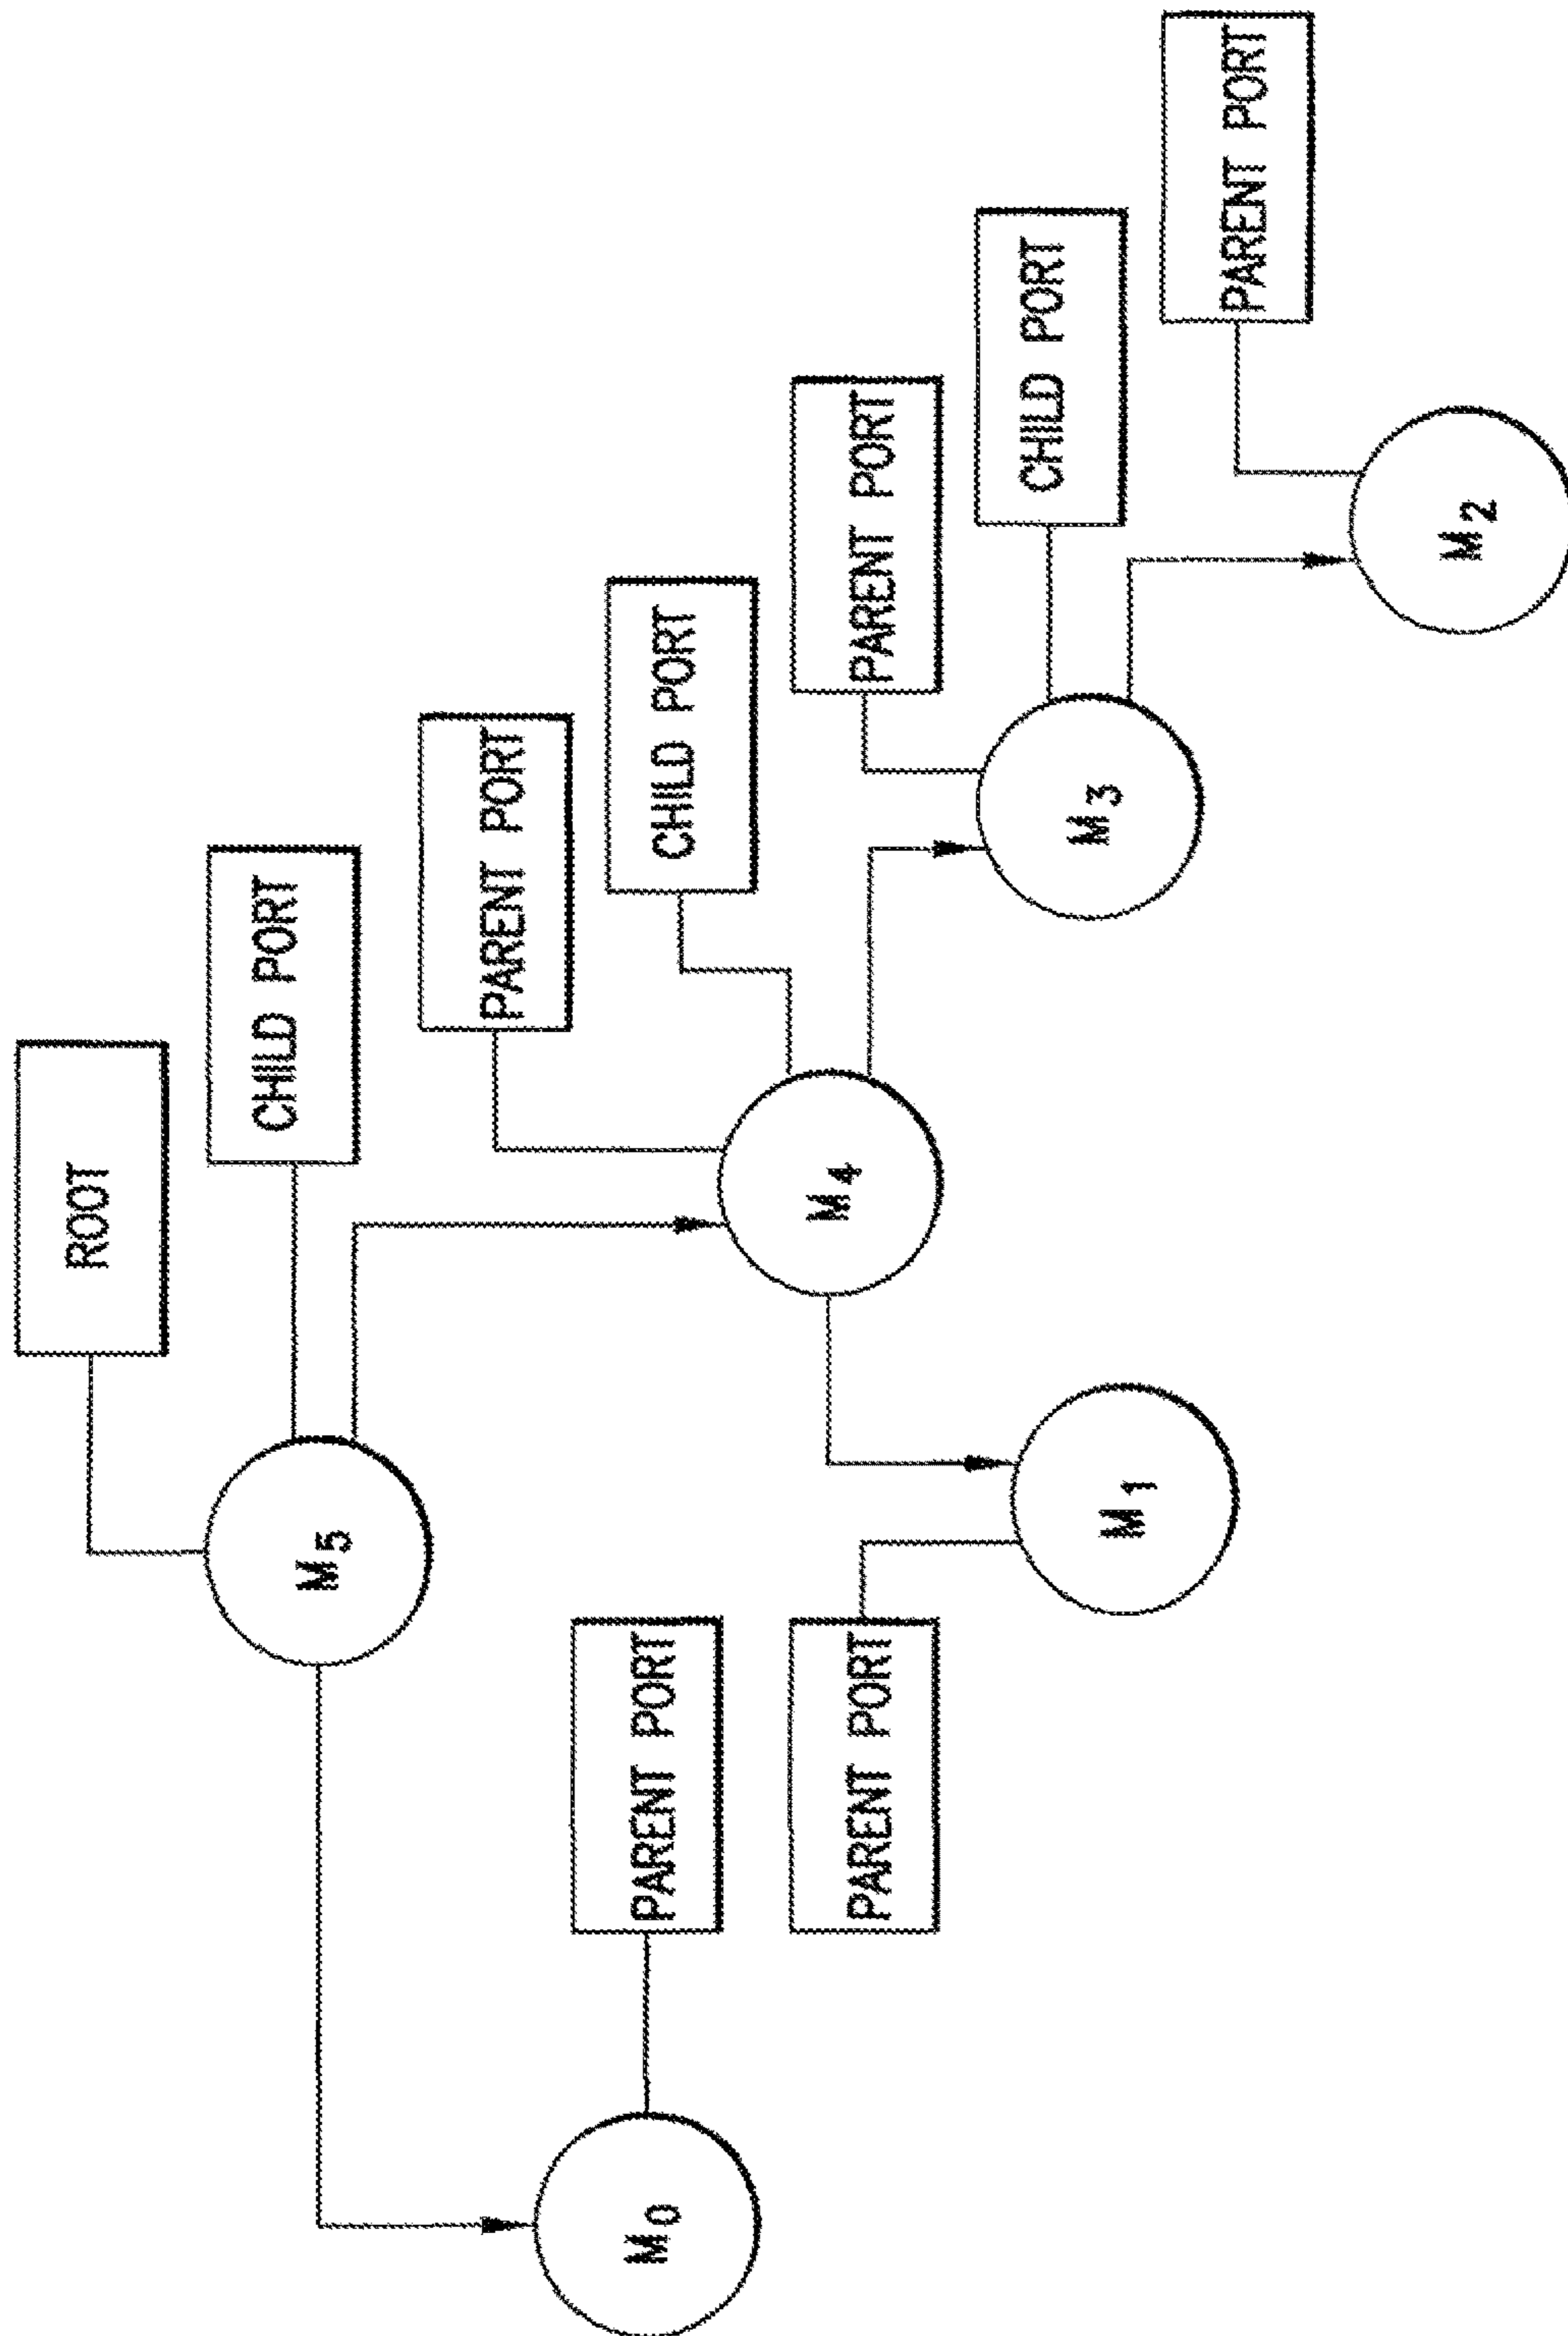 ROOT
CHILD PORT
M5
PARENT PORT
CHILD PORT
M4
PARENT PORT
M0
PARENT PORT
M1
PARENT PORT
CHILD PORT
M3
PARENT PORT
M2